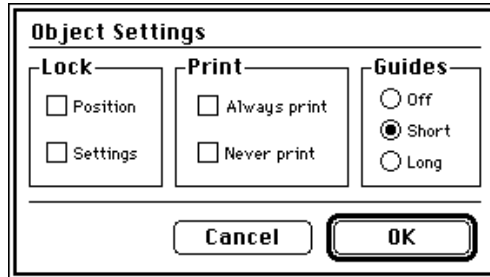 Object Settings
Lock
Position
Settings
Print
Always print
Never print
Guides
Off
Short
Long
Cancel
OK